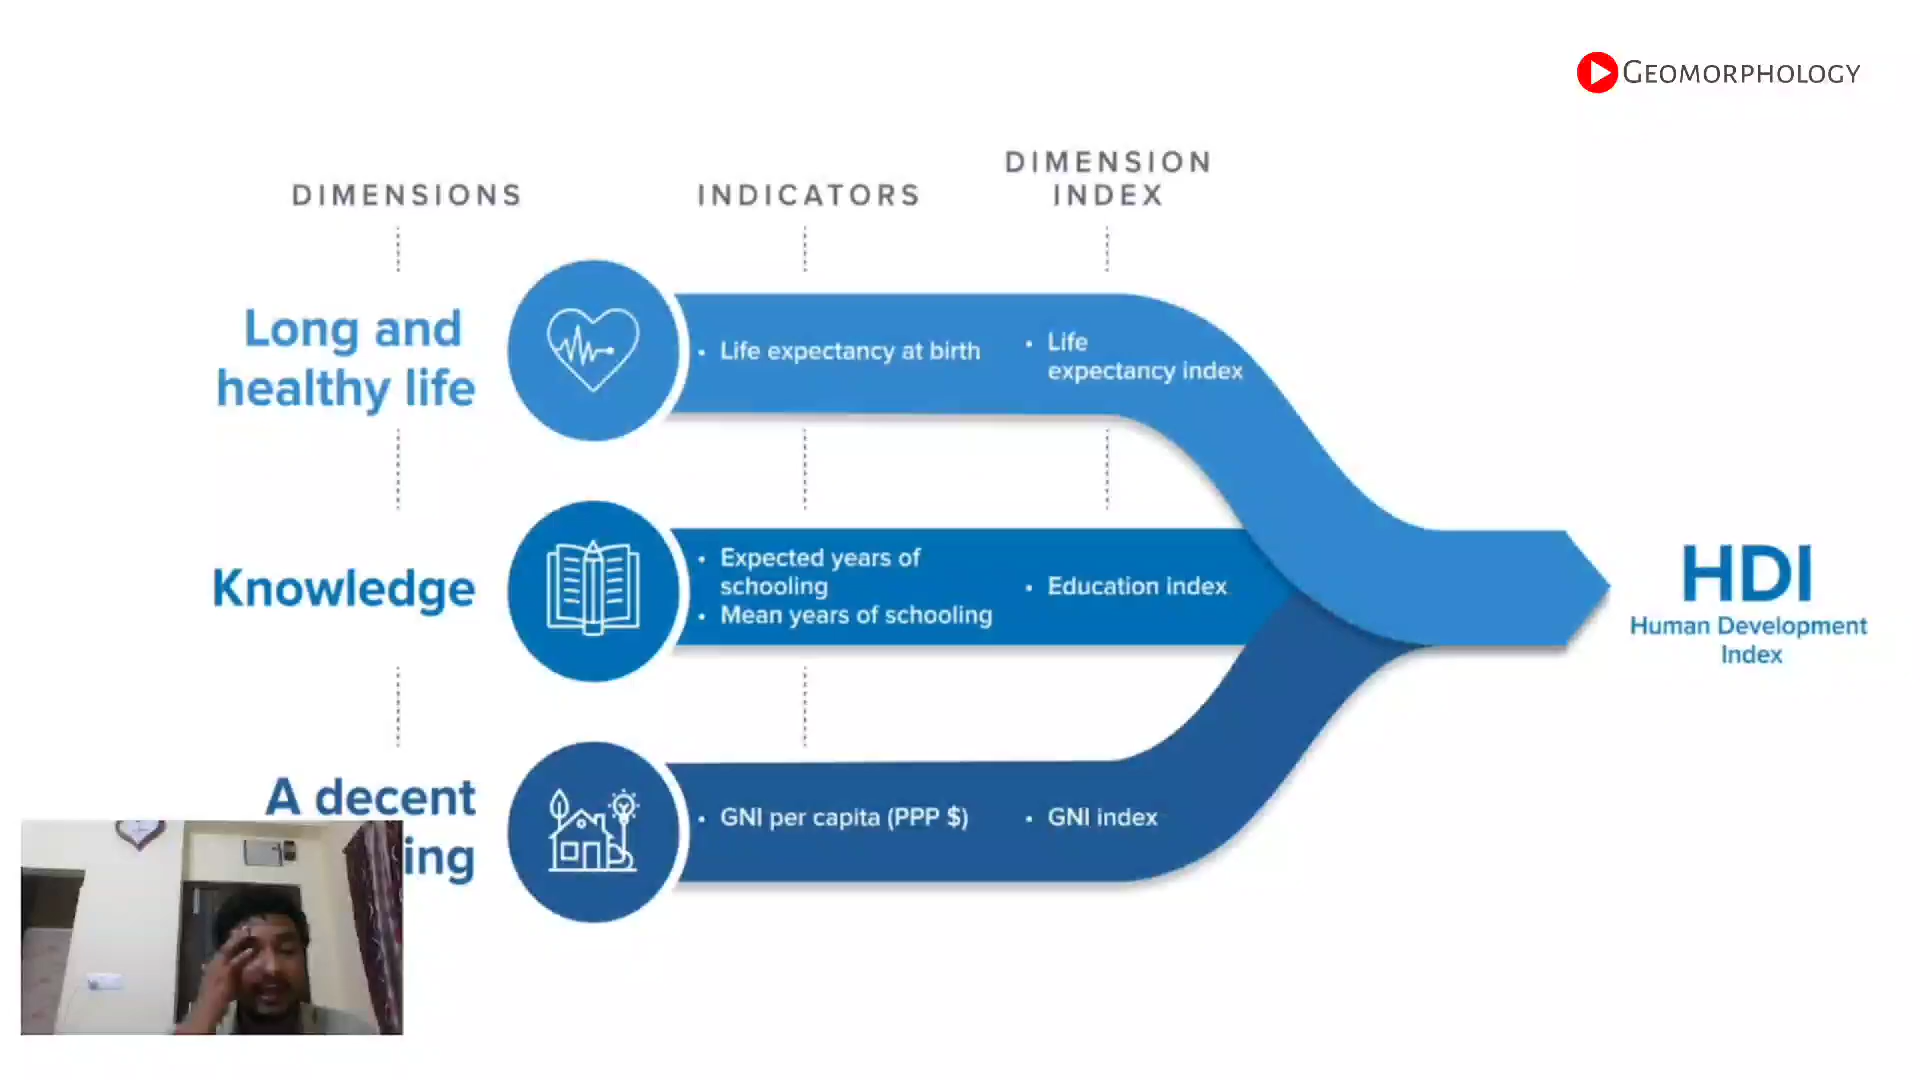 GEOMORPHOLOGY
DIMENSIONS
INDICATORS
DIMENSION
INDEX
Long and
healthy life
• Life expectancy at birth
• Life
expectancy index
Knowledge
• Expected years of
schooling
• Mean years of schooling
• Education index
A decent
ing
• GNI per capita (PPP $)
• GNI index
HDI
Human Development
Index